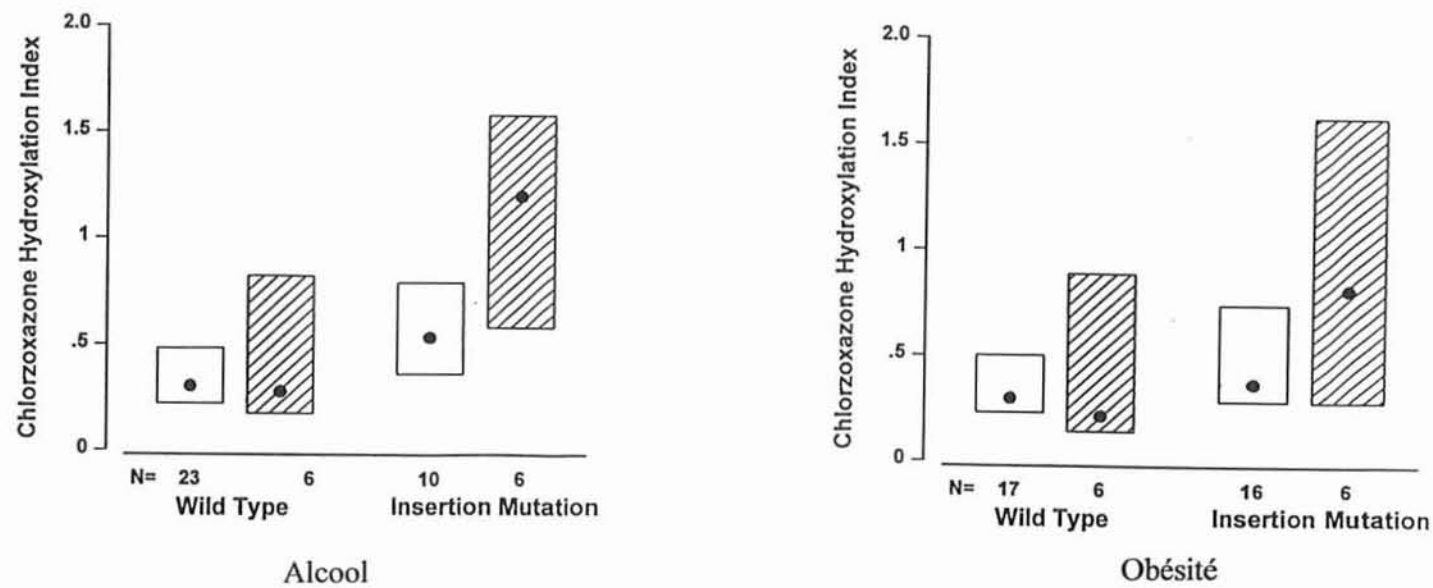 Chlorzoxazone Hydroxylation Index
2.0
1.5
1
.5
0
N= 23 6 10 6
Wild Type Insertion Mutation
Alcool
Chlorzoxazone Hydroxylation Index
2.0
1.5
1
.5
0
N= 17 6 16 6
Wild Type Insertion Mutation
Obésité